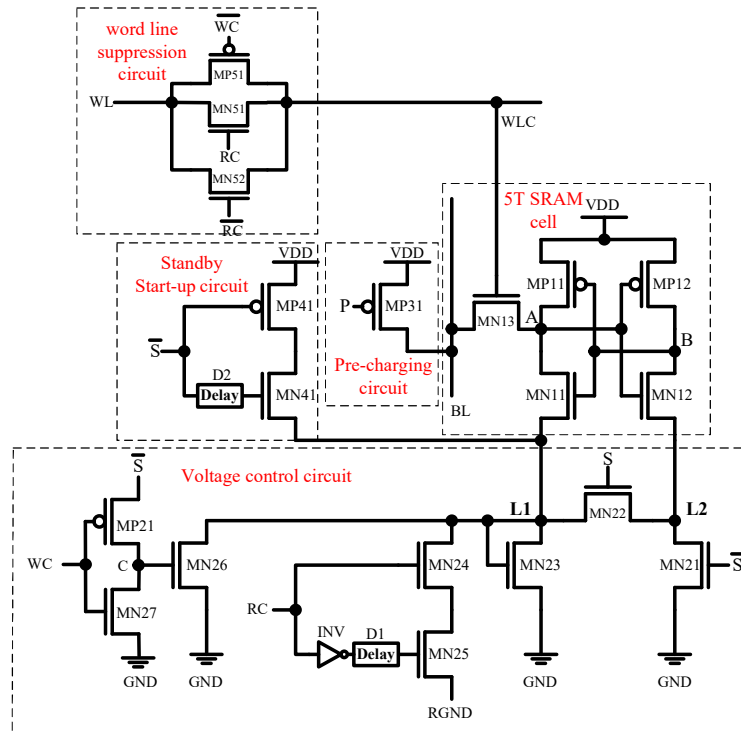 word line
suppression
circuit
W̅C̅
MP51
WL
MN51
RC
MN52
R̅C̅
WLC
5T SRAM
cell
VDD
MP11
MP12
MN13
A
B
MN11
MN12
BL
Standby
Start-up circuit
VDD
MP41
S̅
D2
Delay
MN41
VDD
P
MP31
Pre-charging
circuit
Voltage control circuit
S̅
MP21
WC
C
MN26
MN27
GND
GND
RC
INV
D1
Delay
MN24
MN25
RGND
L1
S
MN22
L2
MN23
MN21
S̅
GND
GND